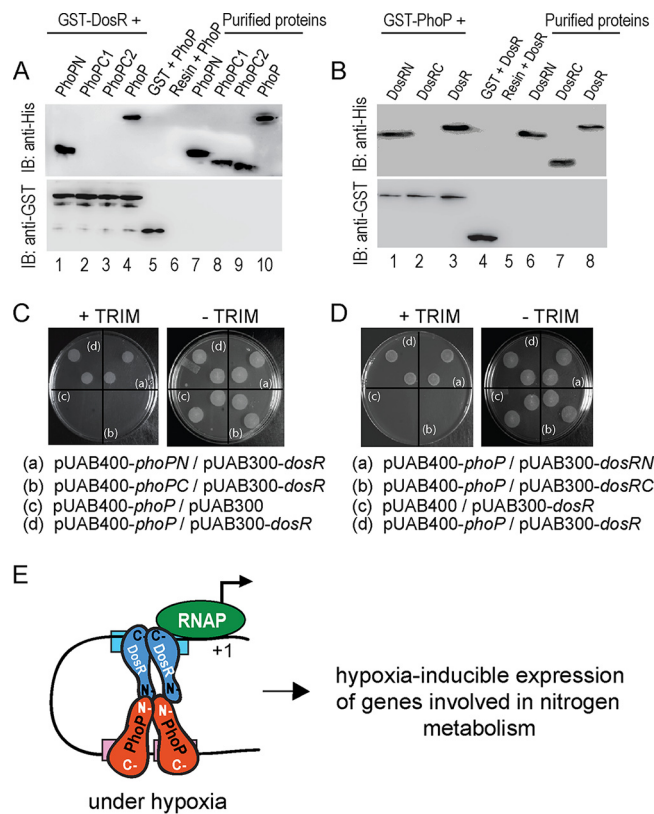 GST-DosR +
Purified proteins
A
PhoPN
PhoPC1
PhoPC2
PhoP
GST + PhoP
Resin + PhoP
PhoPN
PhoPC1
PhoPC2
PhoP
IB: anti-His
IB: anti-GST
1 2 3 4 5 6 7 8 9 10
GST-PhoP +
Purified proteins
B
DosRN
DosRC
DosR
GST + DosR
Resin + DosR
DosRN
DosRC
DosR
IB: anti-His
IB: anti-GST
1 2 3 4 5 6 7 8
C
+ TRIM - TRIM
(d)
(a)
(c)
(b)
(d)
(a)
(c)
(b)
(a) pUAB400-phoPN / pUAB300-dosR
(b) pUAB400-phoPC / pUAB300-dosR
(c) pUAB400-phoP / pUAB300
(d) pUAB400-phoP / pUAB300-dosR
D
+ TRIM - TRIM
(d)
(a)
(c)
(b)
(d)
(a)
(c)
(b)
(a) pUAB400-phoP / pUAB300-dosRN
(b) pUAB400-phoP / pUAB300-dosRC
(c) pUAB400 / pUAB300-dosR
(d) pUAB400-phoP / pUAB300-dosR
E
RNAP
+1
C- C-
DosR DosR
N- N-
N- N-
PhoP PhoP
C- C-
under hypoxia
hypoxia-inducible expression
of genes involved in nitrogen
metabolism